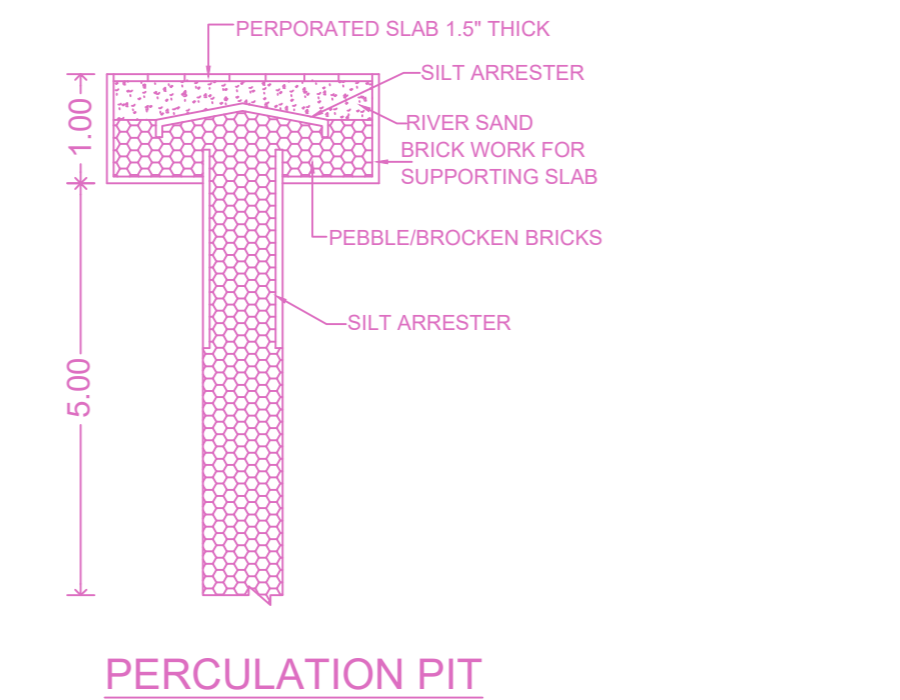 PERPORATED SLAB 1.5" THICK
SILT ARRESTER
RIVER SAND
BRICK WORK FOR
SUPPORTING SLAB
1.00
PEBBLE/BROCKEN BRICKS
SILT ARRESTER
5.00
PERCULATION PIT